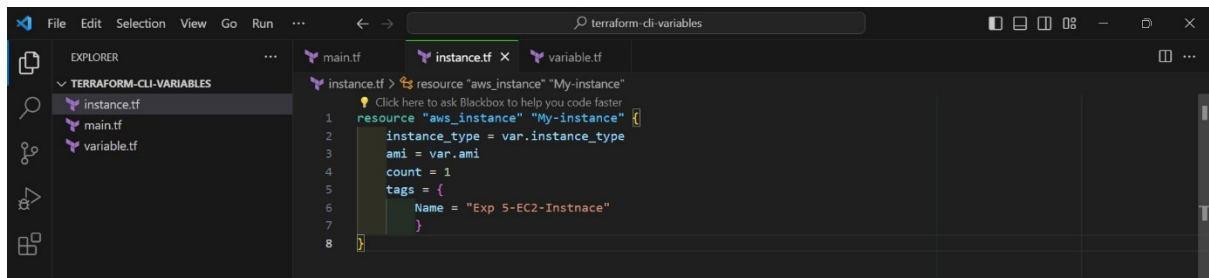 File Edit Selection View Go Run ··· terraform-cli-variables
EXPLORER ···
TERRAFORM-CLI-VARIABLES
instance.tf
main.tf
variable.tf
main.tf instance.tf variable.tf ···
instance.tf > resource "aws_instance" "My-instance"
Click here to ask Blackbox to help you code faster
1 resource "aws_instance" "My-instance" {
2 instance_type = var.instance_type
3 ami = var.ami
4 count = 1
5 tags = {
6 Name = "Exp 5-EC2-Instnace"
7 }
8 }